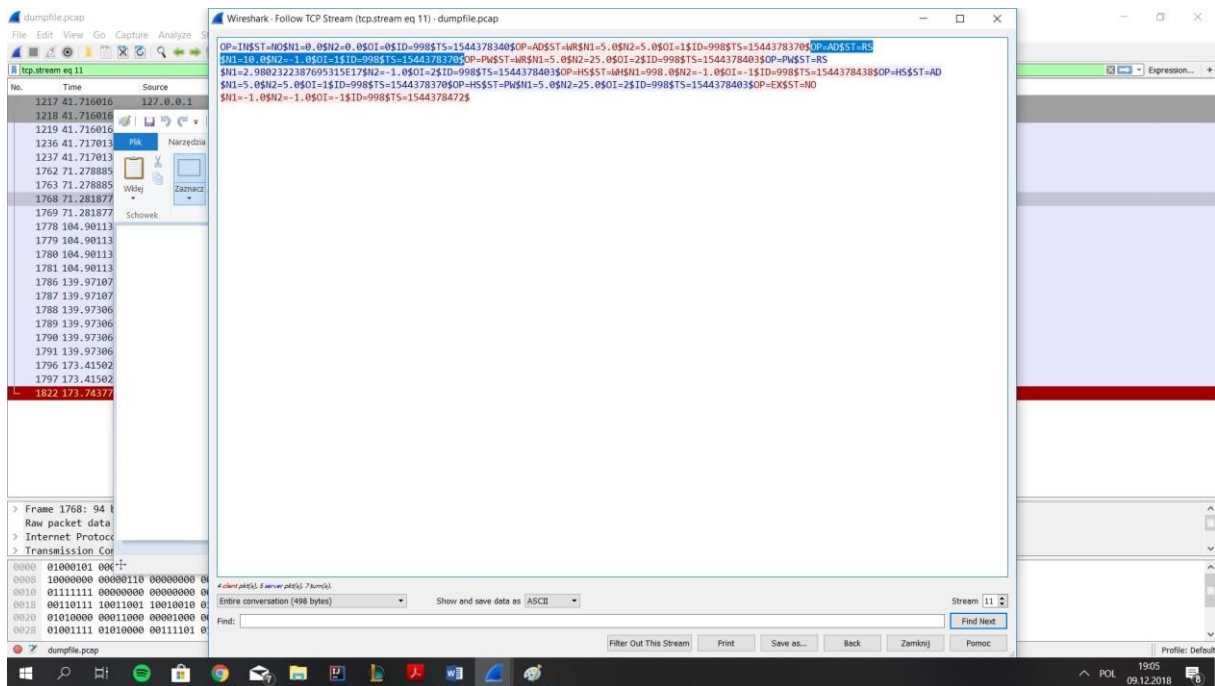 dumpfile.pcap
File Edit View Go Capture Analyze
tcp.stream eq 11
Expression... +
No. Time Source
1217 41.716016 127.0.0.1
1218 41.716016
1219 41.716016
1236 41.717013
1237 41.717013
1762 71.278885
1763 71.278885
1768 71.281877
1769 71.281877
1778 104.90113
1779 104.90113
1780 104.90113
1781 104.90113
1786 139.97107
1787 139.97107
1788 139.97306
1789 139.97306
1790 139.97306
1791 139.97306
1796 173.41502
1797 173.41502
1822 173.74377
Plik Narzędzia
Wklej Zaznacz
Schowek
Wireshark · Follow TCP Stream (tcp.stream eq 11) · dumpfile.pcap
OP=IN$ST=NO$N1=0.0$N2=0.0$OI=0$ID=998$TS=1544378340$OP=AD$ST=WR$N1=5.0$N2=5.0$OI=1$ID=998$TS=1544378370$OP=AD$ST=RS
$N1=10.0$N2=-1.0$OI=1$ID=998$TS=1544378370$OP=PW$ST=WR$N1=5.0$N2=25.0$OI=2$ID=998$TS=1544378403$OP=PW$ST=RS
$N1=2.9802322387695315E17$N2=-1.0$OI=2$ID=998$TS=1544378403$OP=HS$ST=WH$N1=998.0$N2=-1.0$OI=-1$ID=998$TS=1544378438$OP=HS$ST=AD
$N1=5.0$N2=5.0$OI=1$ID=998$TS=1544378370$OP=HS$ST=PW$N1=5.0$N2=25.0$OI=2$ID=998$TS=1544378403$OP=EX$ST=NO
$N1=-1.0$N2=-1.0$OI=-1$ID=998$TS=1544378472$
4 client pkt(s), 5 server pkt(s), 7 turn(s).
Entire conversation (498 bytes) Show and save data as ASCII Stream 11
Find: Find Next
Filter Out This Stream Print Save as... Back Zamknij Pomoc
> Frame 1768: 94
Raw packet data
> Internet Protoco
> Transmission Con
0000 01000101
0008 10000000 00000110 00000000
0010 01111111 00000000 00000000
0018 00110111 10011001 10010010
0020 01010000 00011000 00001000
0028 01001111 01010000 00111101
dumpfile.pcap
Profile: Default
POL
19:05
09.12.2018